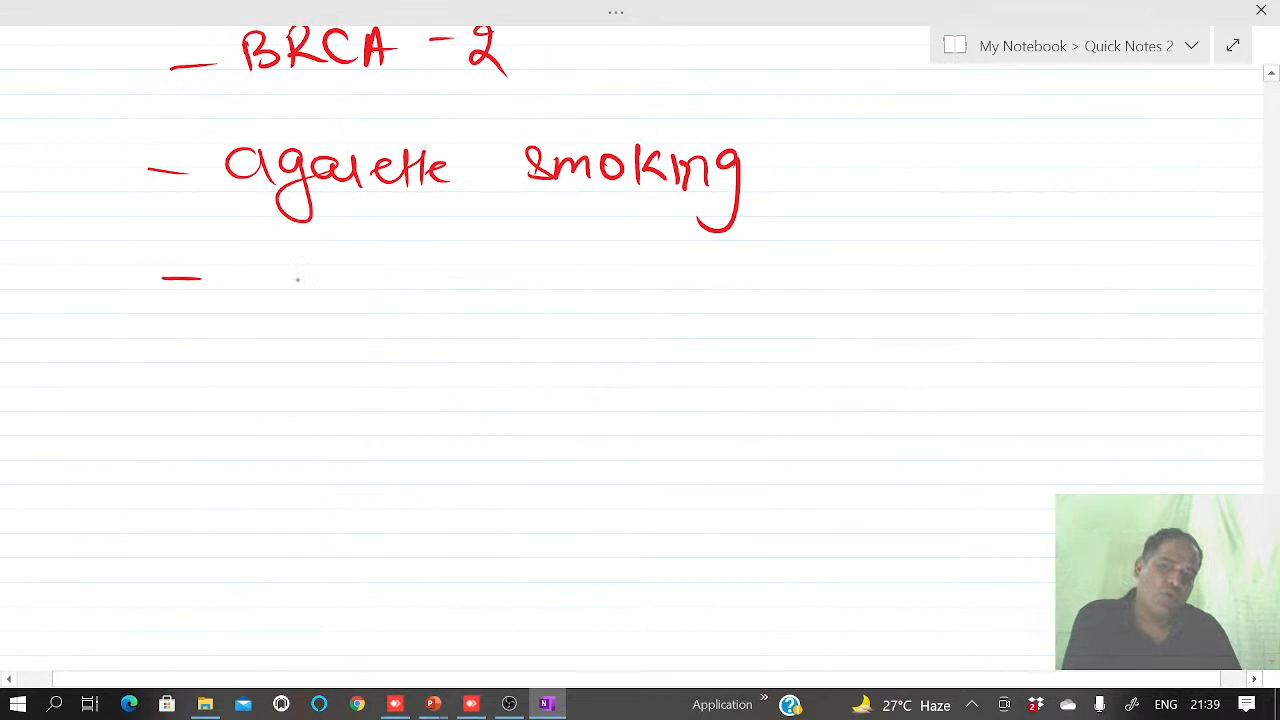 ...
My Notebook > Quick Notes 2
– BRCA - 2
– Cigarette smoking
–
Application
27°C Haze
ENG
21:39